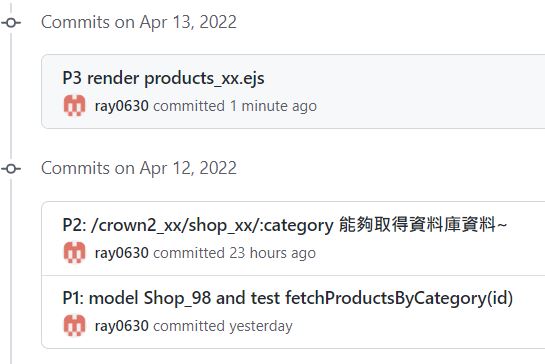 Commits on Apr 13, 2022
P3 render products_xx.ejs
ray0630 committed 1 minute ago
Commits on Apr 12, 2022
P2: /crown2_xx/shop_xx/:category 能夠取得資料庫資料~
ray0630 committed 23 hours ago
P1: model Shop_98 and test fetchProductsByCategory(id)
ray0630 committed yesterday